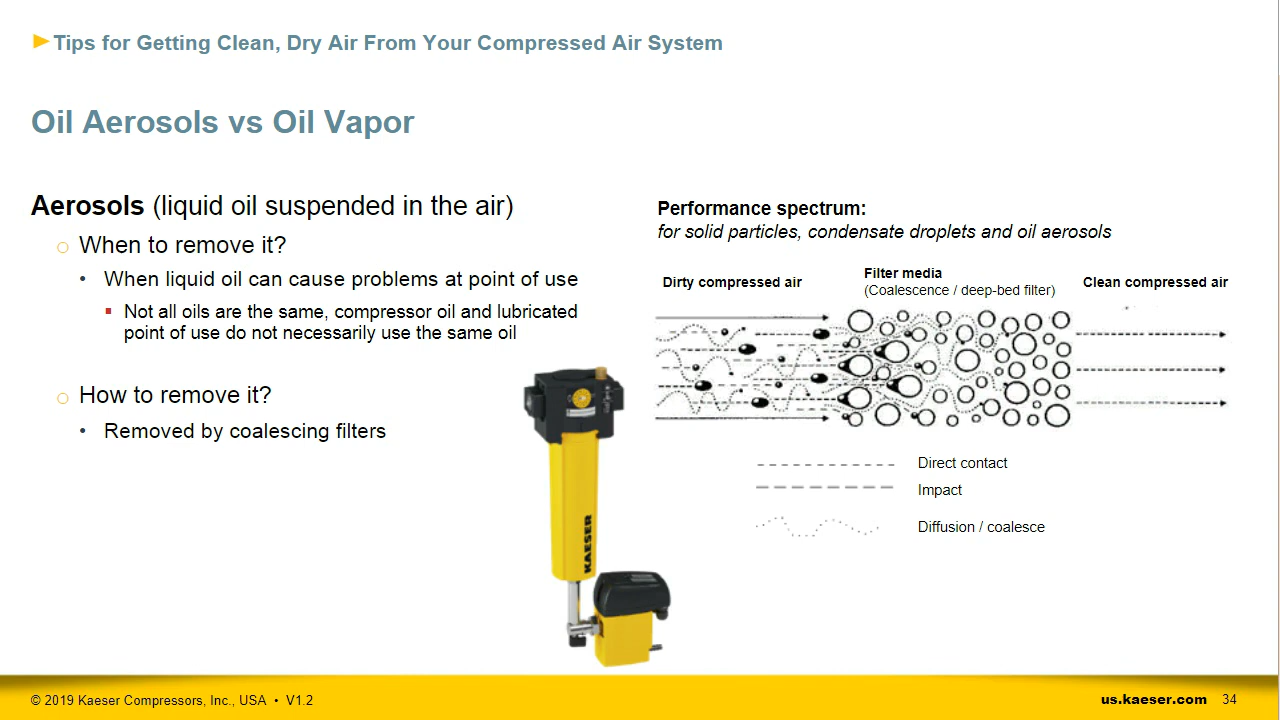 Tips for Getting Clean, Dry Air From Your Compressed Air System
Oil Aerosols vs Oil Vapor
Aerosols (liquid oil suspended in the air)
When to remove it?
When liquid oil can cause problems at point of use
Not all oils are the same, compressor oil and lubricated
point of use do not necessarily use the same oil
How to remove it?
Removed by coalescing filters
KAESER
Performance spectrum:
for solid particles, condensate droplets and oil aerosols
Dirty compressed air
Filter media
(Coalescence / deep-bed filter)
Clean compressed air
Direct contact
Impact
Diffusion / coalesce
© 2019 Kaeser Compressors, Inc., USA • V1.2
us.kaeser.com 34